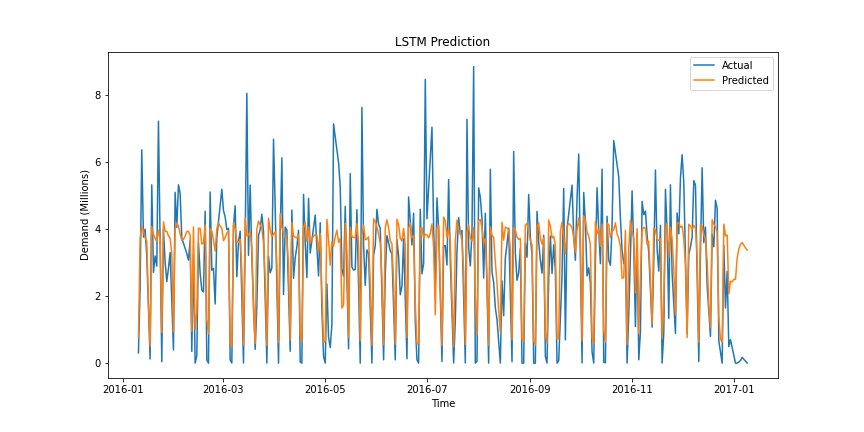 LSTM Prediction
Actual
Predicted
Demand (Millions)
8
6
4
2
0
2016-01
2016-03
2016-05
2016-07
2016-09
2016-11
2017-01
Time